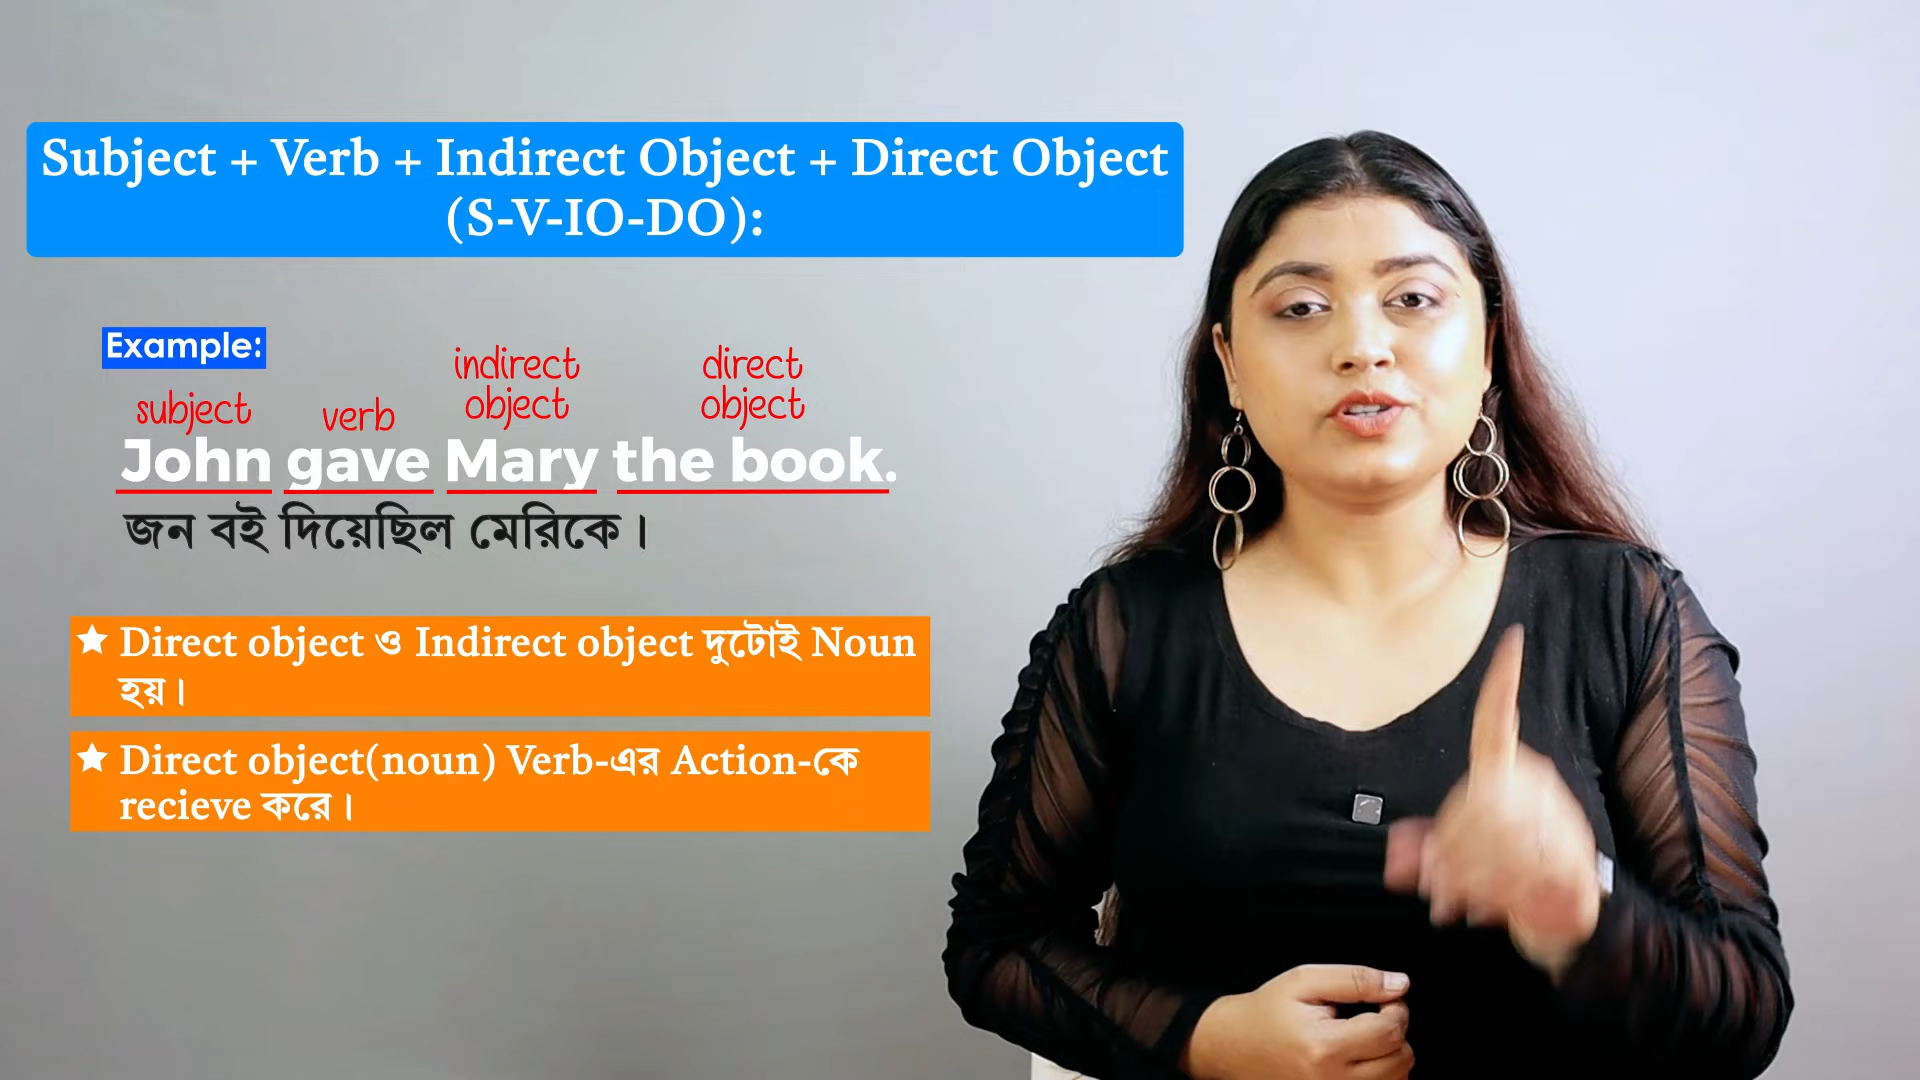 Subject + Verb + Indirect Object + Direct Object
(S-V-IO-DO):
Example:
subject verb indirect object direct object
John gave Mary the book.
জন বই দিয়েছিল মেরিকে।
★ Direct object ও Indirect object দুটোই Noun
হয়।
★ Direct object(noun) Verb-এর Action-কে
recieve করে।